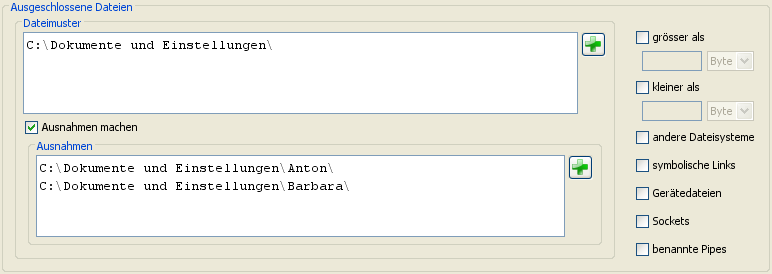 Ausgeschlossene Dateien
Dateimuster
C:\Dokumente und Einstellungen\
Ausnahmen machen
Ausnahmen
C:\Dokumente und Einstellungen\Anton\
C:\Dokumente und Einstellungen\Barbara\
grösser als
Byte
kleiner als
Byte
andere Dateisysteme
symbolische Links
Gerätedateien
Sockets
benannte Pipes